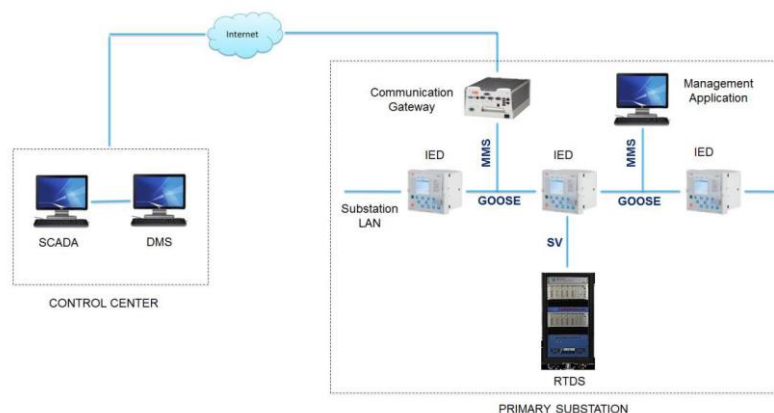 Internet
Communication
Gateway
Management
Application
IED
MMS
IED
MMS
IED
Substation
LAN
GOOSE
GOOSE
SV
SCADA
DMS
CONTROL CENTER
RTDS
PRIMARY SUBSTATION